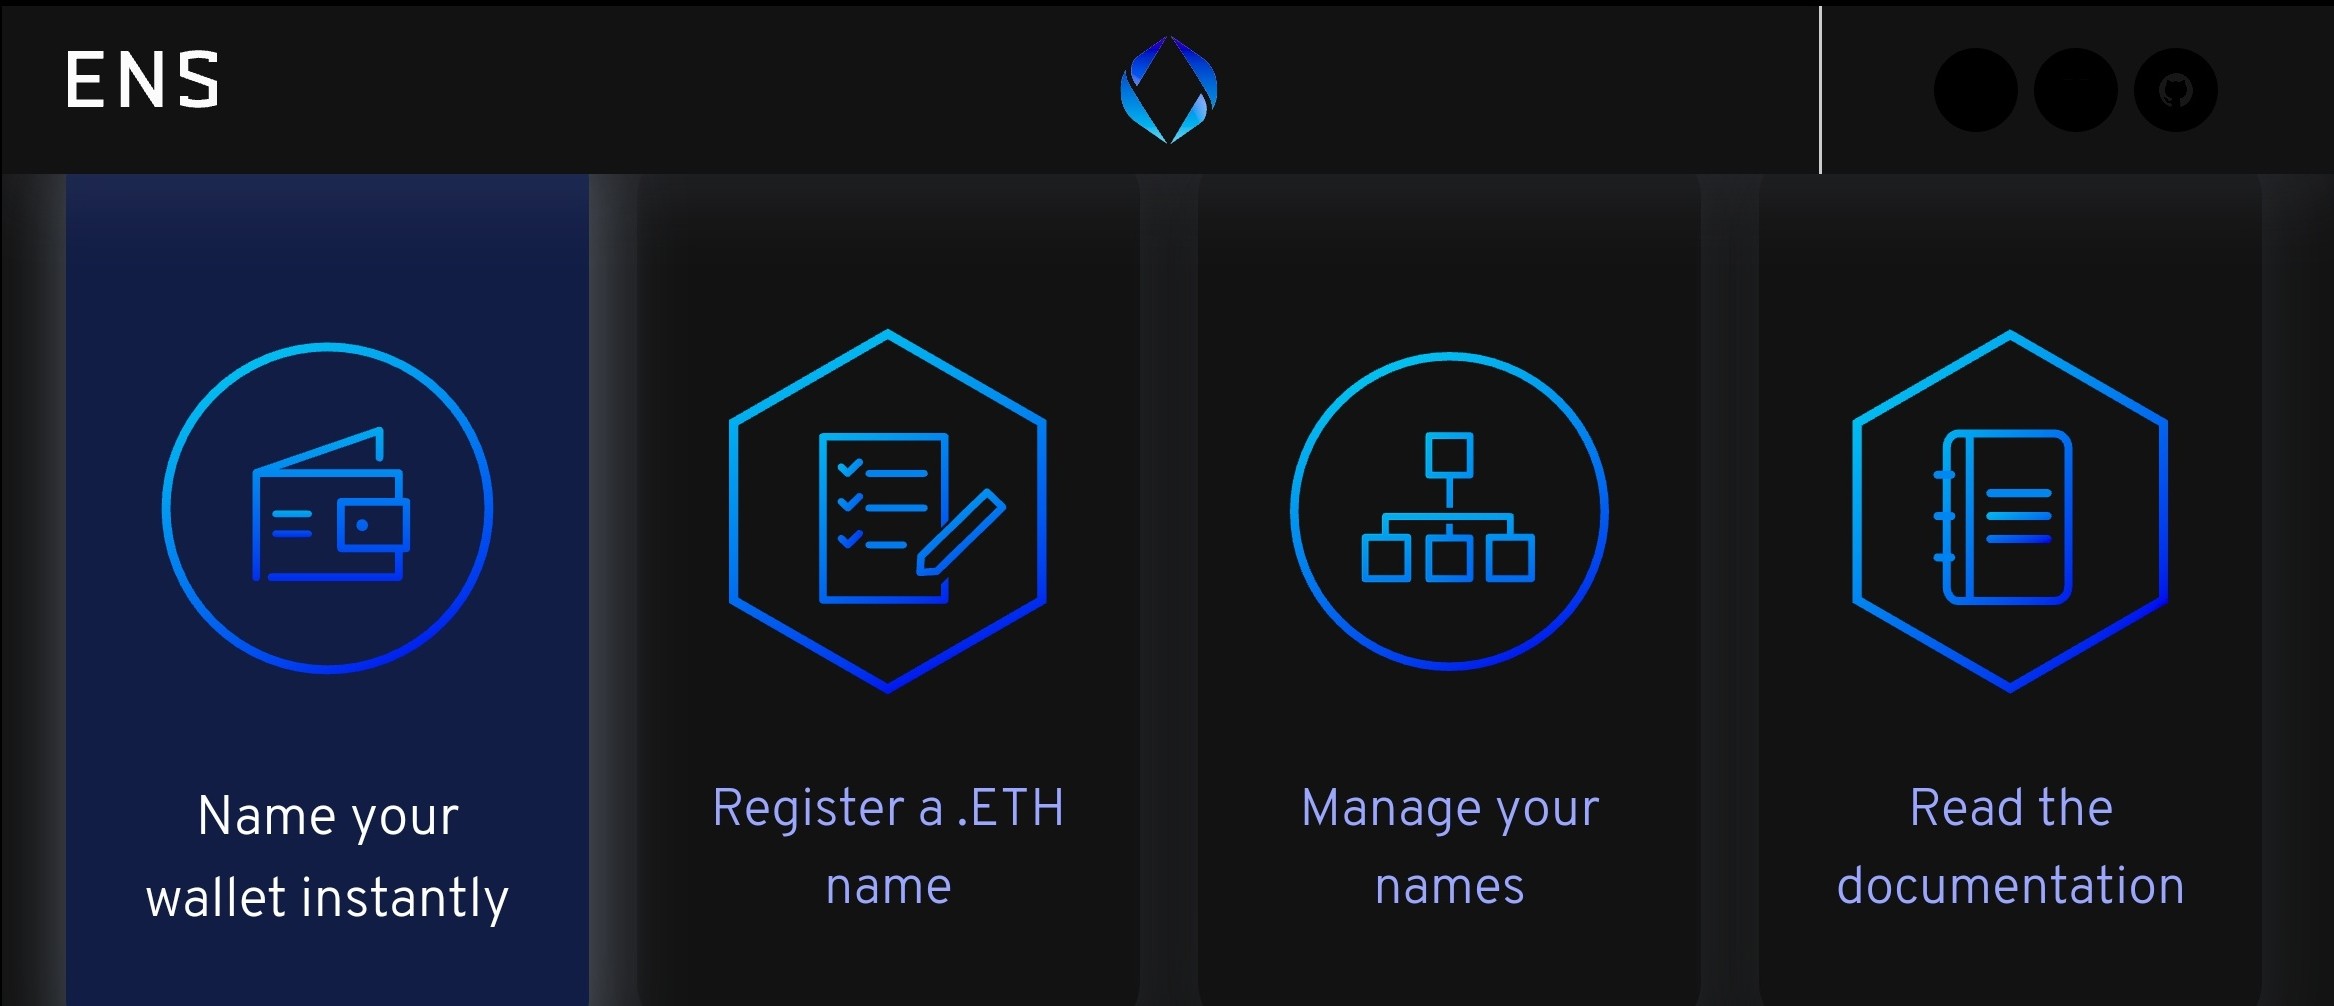 ENS
Name your
wallet instantly
Register a .ETH
name
Manage your
names
Read the
documentation